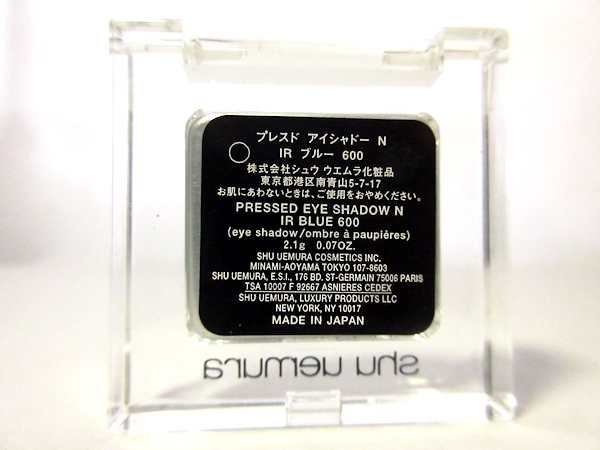 プレスド アイシャドー N
IR ブルー 600
株式会社シュウ ウエムラ化粧品
東京都港区南青山5-7-17
お肌にあわないときは、ご使用をおやめください。
PRESSED EYE SHADOW N
IR BLUE 600
(eye shadow/ombre à paupières)
2.1g 0.07OZ.
SHU UEMURA COSMETICS INC.
MINAMI-AOYAMA TOKYO 107-8603
SHU UEMURA, E.S.I., 176 BD. ST-GERMAIN 75006 PARIS
TSA 10007 F 92667 ASNIERES CEDEX
SHU UEMURA, LUXURY PRODUCTS LLC
NEW YORK, NY 10017
MADE IN JAPAN
shu uemura